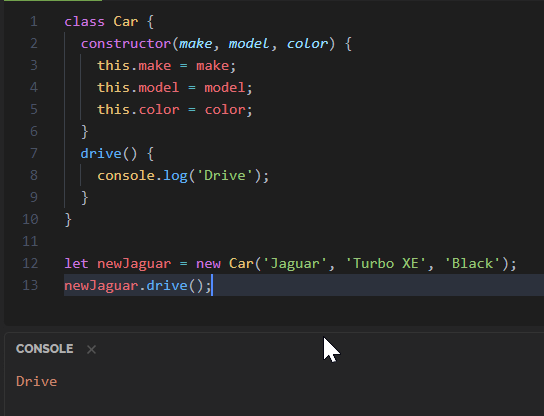 1 class Car {
2 constructor(make, model, color) {
3 this.make = make;
4 this.model = model;
5 this.color = color;
6 }
7 drive() {
8 console.log('Drive');
9 }
10 }
11
12 let newJaguar = new Car('Jaguar', 'Turbo XE', 'Black');
13 newJaguar.drive();
CONSOLE ×
Drive